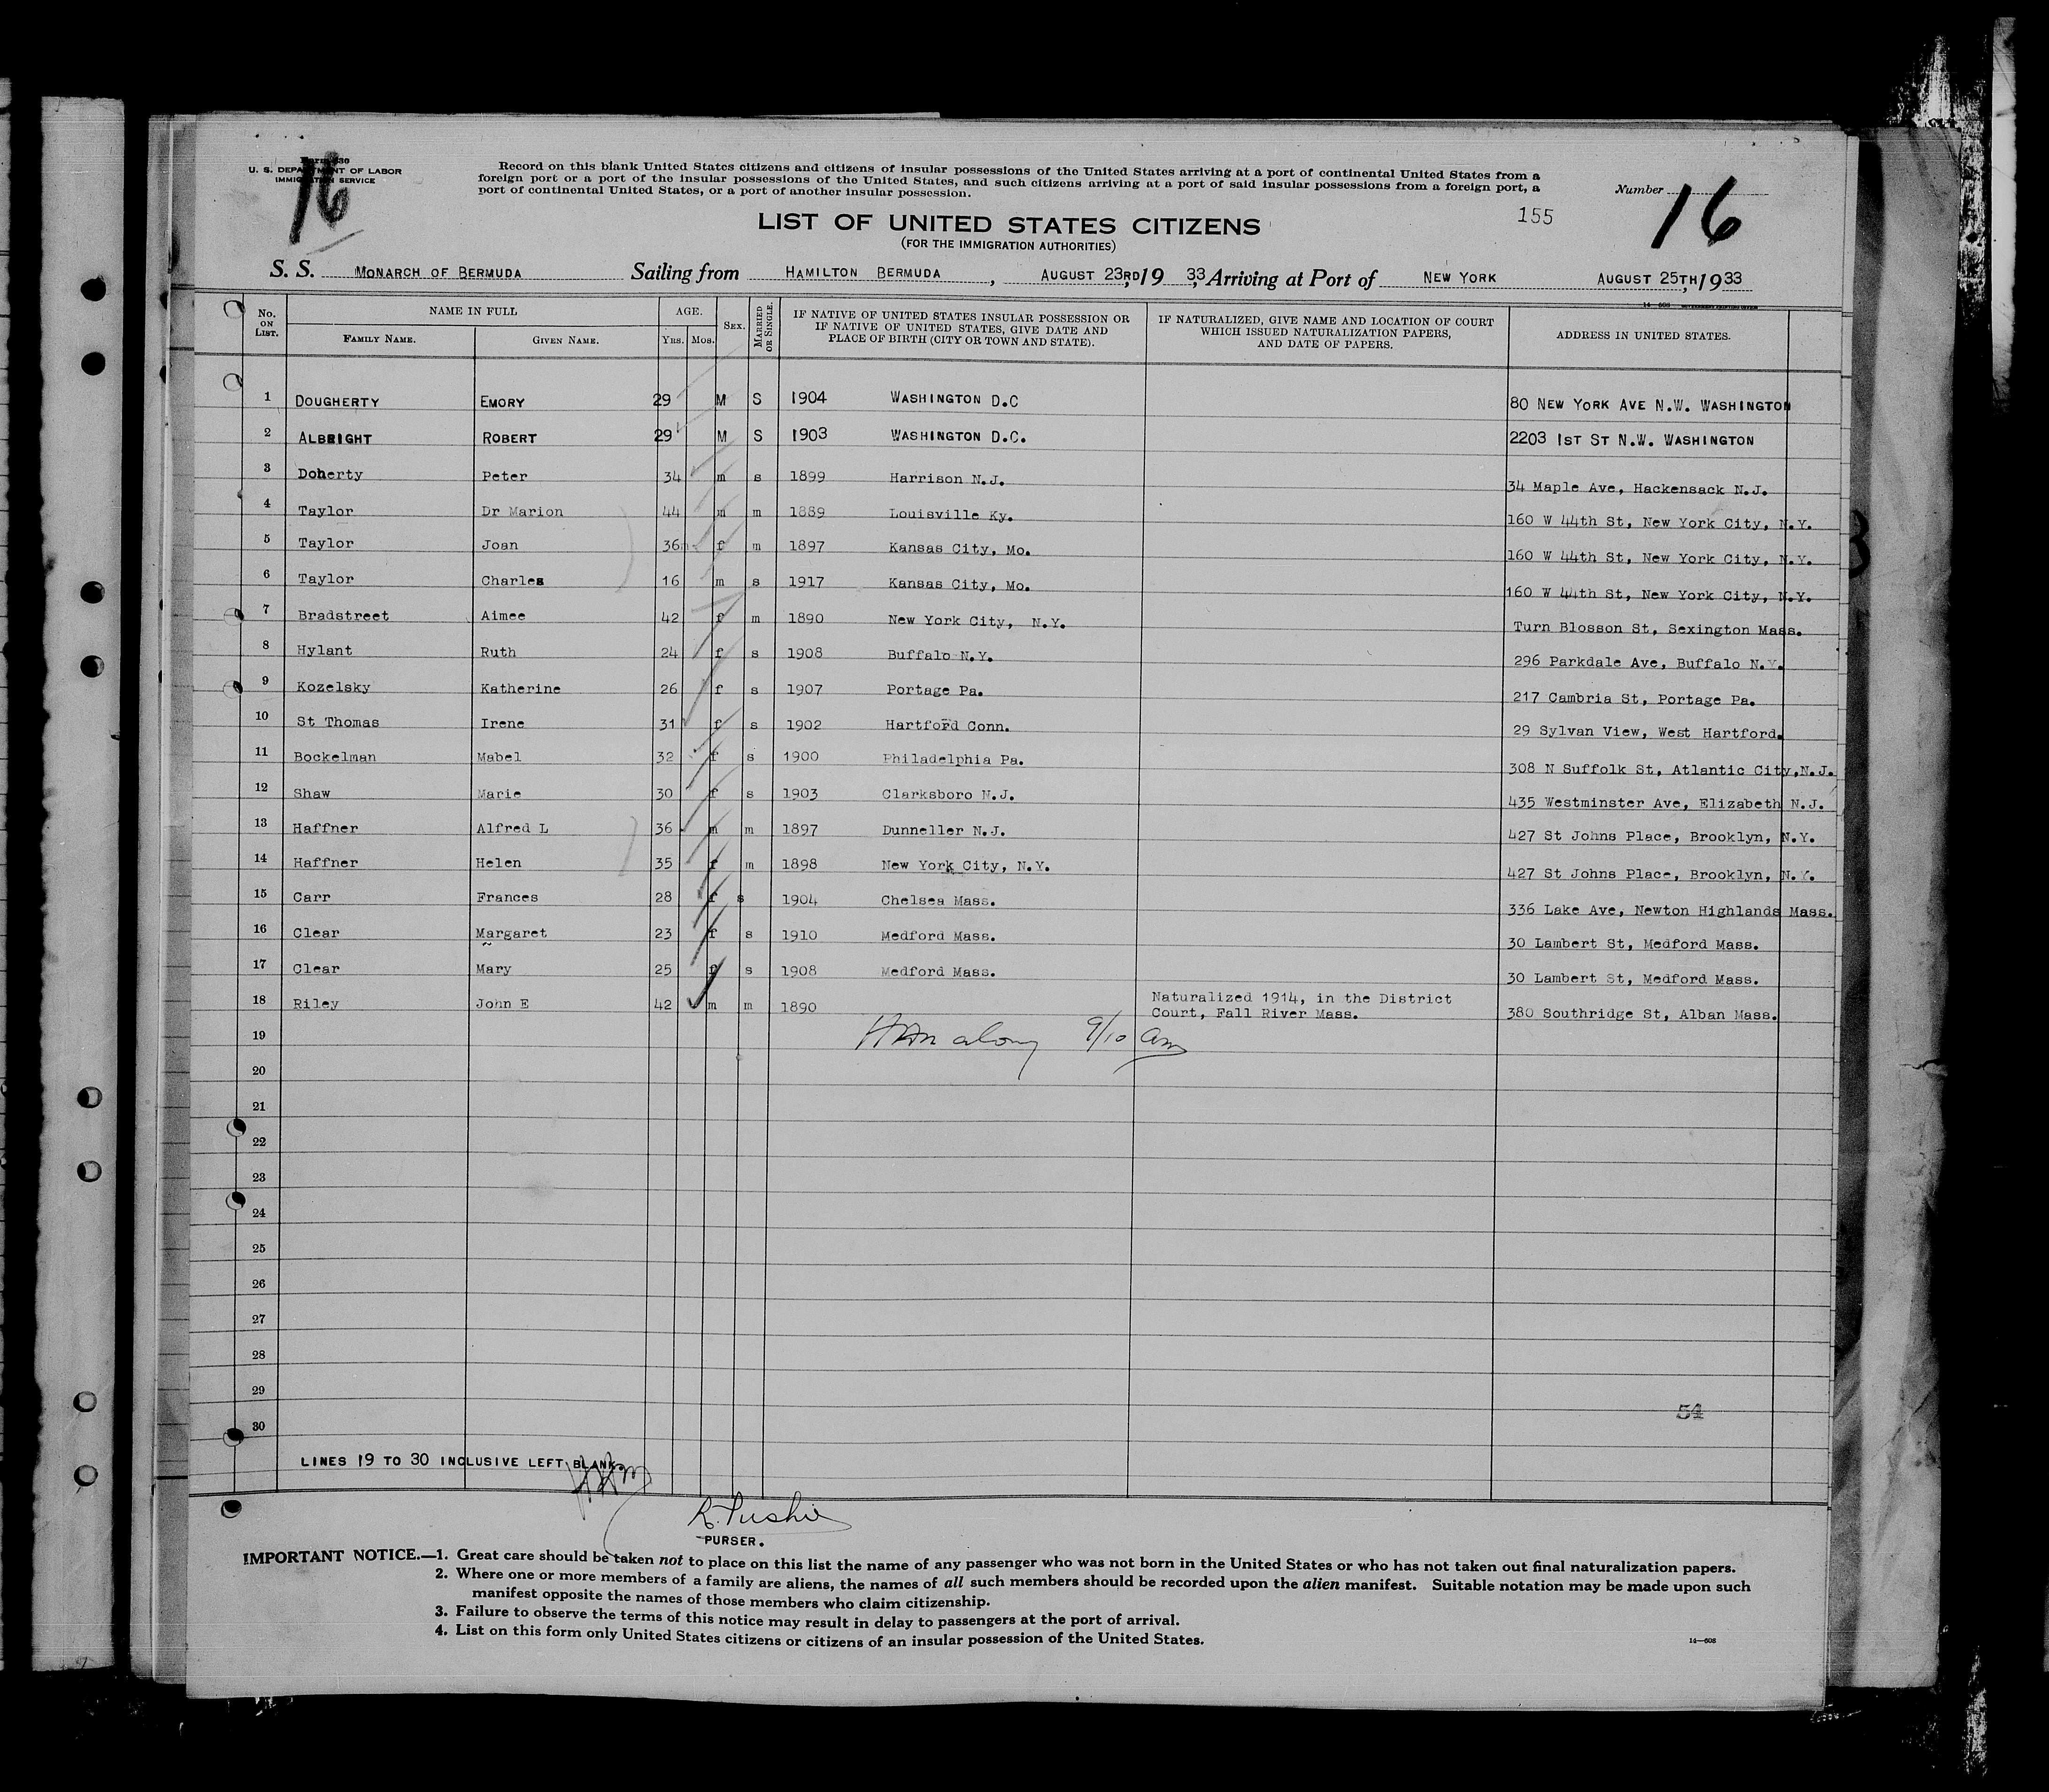 Form 630
U. S. DEPARTMENT OF LABOR
IMMIGRATION SERVICE
16
Record on this blank United States citizens and citizens of insular possessions of the United States arriving at a port of continental United States from a
foreign port or a port of the insular possessions of the United States, and such citizens arriving at a port of said insular possessions from a foreign port, a
port of continental United States, or a port of another insular possession.
Number 16
155
LIST OF UNITED STATES CITIZENS
(FOR THE IMMIGRATION AUTHORITIES)
S. S. MONARCH OF BERMUDA Sailing from HAMILTON BERMUDA, AUGUST 23RD, 19 33, Arriving at Port of NEW YORK AUGUST 25TH, 19 33
14-608
No. ON LIST. NAME IN FULL AGE. SEX. MARRIED OR SINGLE. IF NATIVE OF UNITED STATES INSULAR POSSESSION OR IF NATIVE OF UNITED STATES, GIVE DATE AND PLACE OF BIRTH (CITY OR TOWN AND STATE). IF NATURALIZED, GIVE NAME AND LOCATION OF COURT WHICH ISSUED NATURALIZATION PAPERS, AND DATE OF PAPERS. ADDRESS IN UNITED STATES.
FAMILY NAME. GIVEN NAME. YRS. MOS.
1 DOUGHERTY EMORY 29 M S 1904 WASHINGTON D.C 80 NEW YORK AVE N.W. WASHINGTON
2 ALBRIGHT ROBERT 29 M S 1903 WASHINGTON D.C. 2203 1ST ST N.W. WASHINGTON
3 Doherty Peter 34 m s 1899 Harrison N.J. 34 Maple Ave, Hackensack N.J.
4 Taylor Dr Marion 44 m m 1889 Louisville Ky. 160 W 44th St, New York City, N.Y.
5 Taylor Joan 36 f m 1897 Kansas City, Mo. 160 W 44th St, New York City, N.Y.
6 Taylor Charles 16 m s 1917 Kansas City, Mo. 160 W 44th St, New York City, N.Y.
7 Bradstreet Aimee 42 f m 1890 New York City, N.Y. Turn Blosson St, Sexington Mass.
8 Hylant Ruth 24 f s 1908 Buffalo N.Y. 296 Parkdale Ave, Buffalo N.Y.
9 Kozelsky Katherine 26 f s 1907 Portage Pa. 217 Cambria St, Portage Pa.
10 St Thomas Irene 31 f s 1902 Hartford Conn. 29 Sylvan View, West Hartford.
11 Bockelman Mabel 32 f s 1900 Philadelphia Pa. 308 N Suffolk St, Atlantic City, N.J.
12 Shaw Marie 30 f s 1903 Clarksboro N.J. 435 Westminster Ave, Elizabeth N.J.
13 Haffner Alfred L 36 m m 1897 Dunneller N.J. 427 St Johns Place, Brooklyn, N.Y.
14 Haffner Helen 35 f m 1898 New York City, N.Y. 427 St Johns Place, Brooklyn, N.Y.
15 Carr Frances 28 f s 1904 Chelsea Mass. 336 Lake Ave, Newton Highlands Mass.
16 Clear Margaret 23 f s 1910 Medford Mass. 30 Lambert St, Medford Mass.
17 Clear Mary 25 f s 1908 Medford Mass. 30 Lambert St, Medford Mass.
18 Riley John E 42 m m 1890 Naturalized 1914, in the District Court, Fall River Mass. 380 Southridge St, Alban Mass.
19 9/10 am
20
21
22
23
24
25
26
27
28
29
54
30
LINES 19 TO 30 INCLUSIVE LEFT BLANK
PURSER.
IMPORTANT NOTICE.—1. Great care should be taken not to place on this list the name of any passenger who was not born in the United States or who has not taken out final naturalization papers.
2. Where one or more members of a family are aliens, the names of all such members should be recorded upon the alien manifest. Suitable notation may be made upon such
manifest opposite the names of those members who claim citizenship.
3. Failure to observe the terms of this notice may result in delay to passengers at the port of arrival.
4. List on this form only United States citizens or citizens of an insular possession of the United States.
14—608